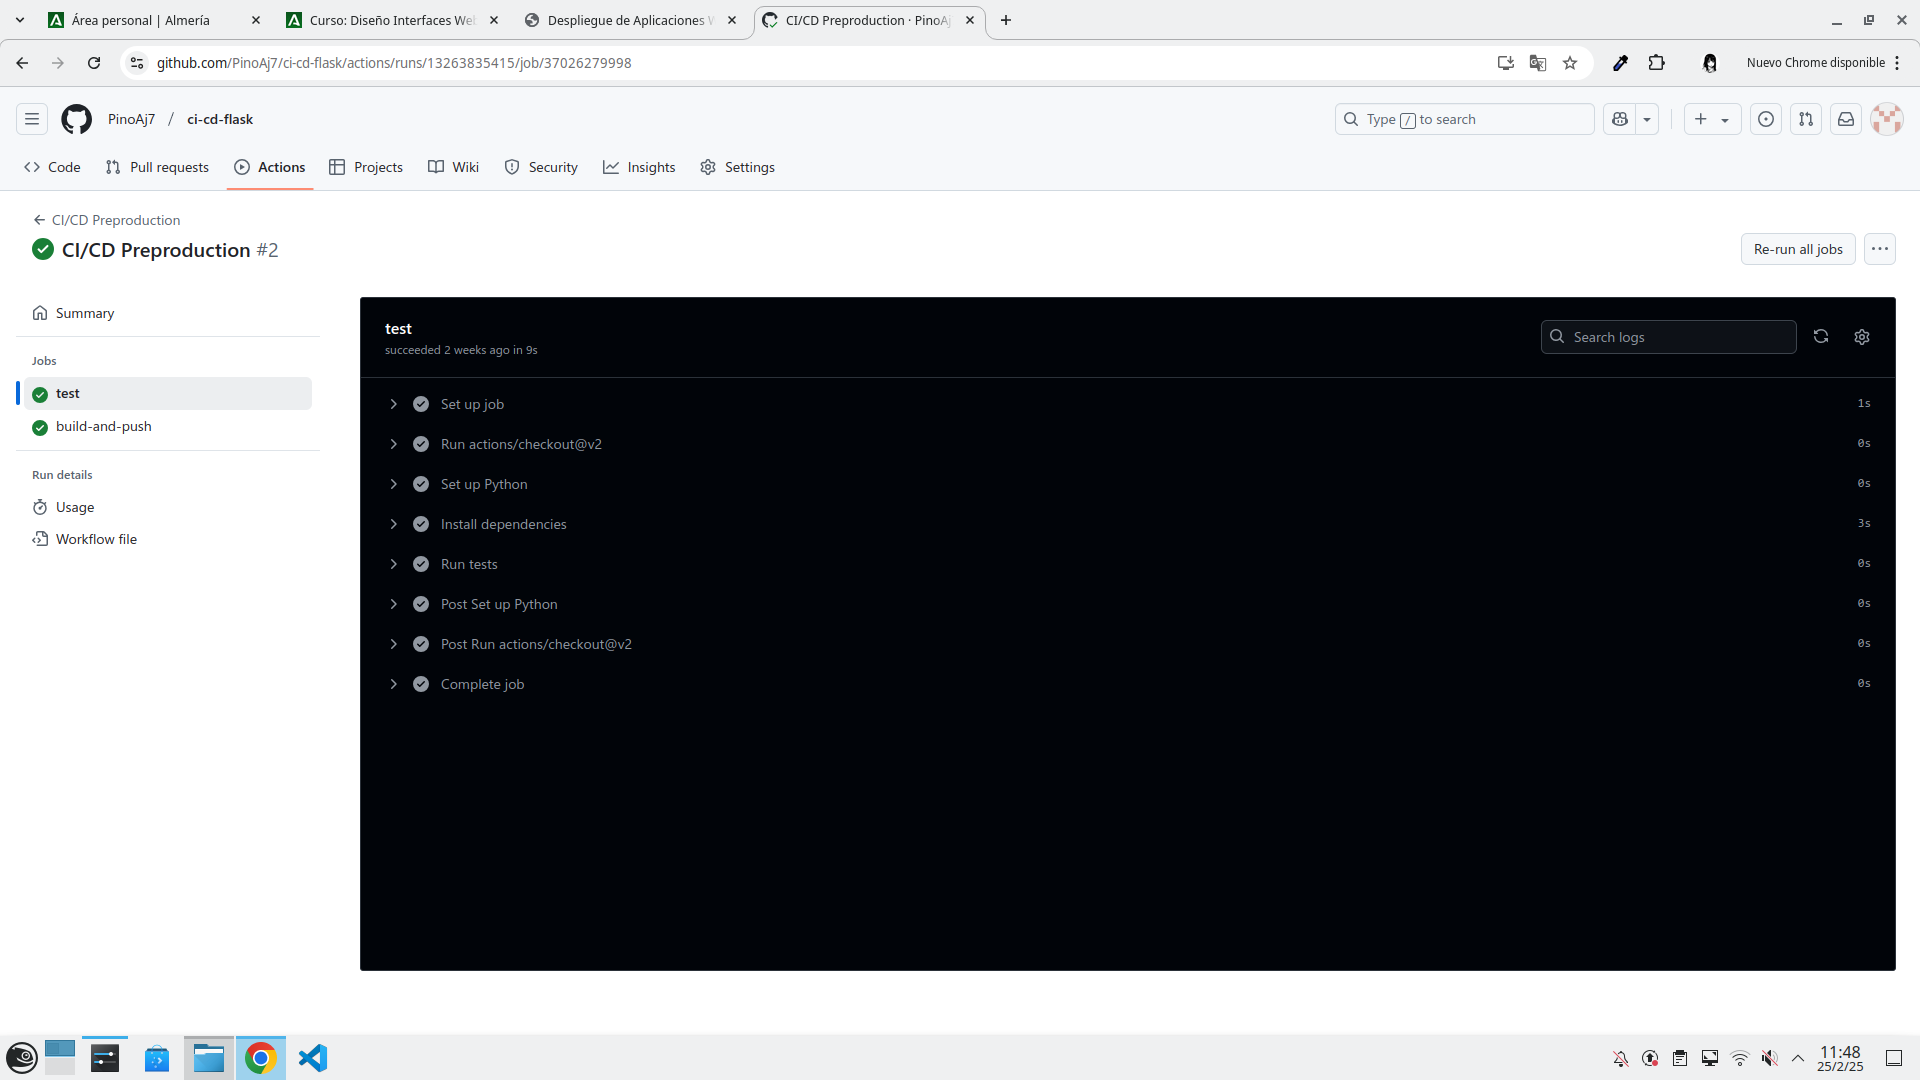 Área personal | Almería
Curso: Diseño Interfaces We
Despliegue de Aplicaciones
CI/CD Preproduction · PinoAj
github.com/PinoAj7/ci-cd-flask/actions/runs/13263835415/job/37026279998
Nuevo Chrome disponible
PinoAj7 / ci-cd-flask
Type / to search
Code
Pull requests
Actions
Projects
Wiki
Security
Insights
Settings
CI/CD Preproduction
CI/CD Preproduction #2
Re-run all jobs
Summary
Jobs
test
build-and-push
Run details
Usage
Workflow file
test
succeeded 2 weeks ago in 9s
Search logs
Set up job 1s
Run actions/checkout@v2 0s
Set up Python 0s
Install dependencies 3s
Run tests 0s
Post Set up Python 0s
Post Run actions/checkout@v2 0s
Complete job 0s
11:48
25/2/25